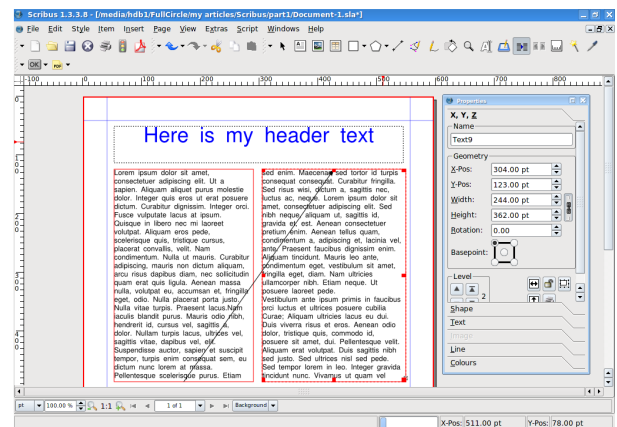 Scribus 1.3.3.8 - [/media/hdb1/FullCircle/my articles/Scribus/part1/Document-1.sla*]
File Edit Style Item Insert Page View Extras Script Windows Help
OK PDF
-100 0 100 200 300 400 500 600 700 800
Here is my header text
Lorem ipsum dolor sit amet,
consectetuer adipiscing elit. Ut a
sapien. Aliquam aliquet purus molestie
dolor. Integer quis eros ut erat posuere
dictum. Curabitur dignissim. Integer orci.
Fusce vulputate lacus at ipsum.
Quisque in libero nec mi laoreet
volutpat. Aliquam eros pede,
scelerisque quis, tristique cursus,
placerat convallis, velit. Nam
condimentum. Nulla ut mauris. Curabitur
adipiscing, mauris non dictum aliquam,
arcu risus dapibus diam, nec sollicitudin
quam erat quis ligula. Aenean massa
nulla, volutpat eu, accumsan et, fringilla
eget, odio. Nulla placerat porta justo.
Nulla vitae turpis. Praesent lacus.Nam
iaculis blandit purus. Mauris odio nibh,
hendrerit id, cursus vel, sagittis a,
dolor. Nullam turpis lacus, ultrices vel,
sagittis vitae, dapibus vel, elit.
Suspendisse auctor, sapien et suscipit
tempor, turpis enim consequat sem, eu
dictum nunc lorem at massa.
Pellentesque scelerisque purus. Etiam
sed enim. Maecenas sed tortor id turpis
consequat consequat. Curabitur fringilla.
Sed risus wisi, dictum a, sagittis nec,
luctus ac, neque. Lorem ipsum dolor sit
amet, consectetuer adipiscing elit. Sed
nibh neque, aliquam ut, sagittis id,
gravida et, est. Aenean consectetuer
pretium enim. Aenean tellus quam,
condimentum a, adipiscing et, lacinia vel,
ante. Praesent faucibus dignissim enim.
Aliquam tincidunt. Mauris leo ante,
condimentum eget, vestibulum sit amet,
fringilla eget, diam. Nam ultricies
ullamcorper nibh. Etiam neque. Ut
posuere laoreet pede.
Vestibulum ante ipsum primis in faucibus
orci luctus et ultrices posuere cubilia
Curae; Aliquam ultricies lacus eu dui.
Duis viverra risus et eros. Aenean odio
dolor, tristique quis, commodo id,
posuere sit amet, dui. Pellentesque velit.
Aliquam erat volutpat. Duis sagittis nibh
sed justo. Sed ultrices nisl sed pede.
Sed tempor lorem in leo. Integer gravida
tincidunt nunc. Vivamus ut quam vel
Properties
X, Y, Z
Name
Text9
Geometry
X-Pos: 304.00 pt
Y-Pos: 123.00 pt
Width: 244.00 pt
Height: 362.00 pt
Rotation: 0.00
Basepoint:
Level
2
Shape
Text
Image
Line
Colours
pt 100.00 % 1:1 1 of 1 Background
X-Pos: 511.00 pt Y-Pos: 78.00 pt